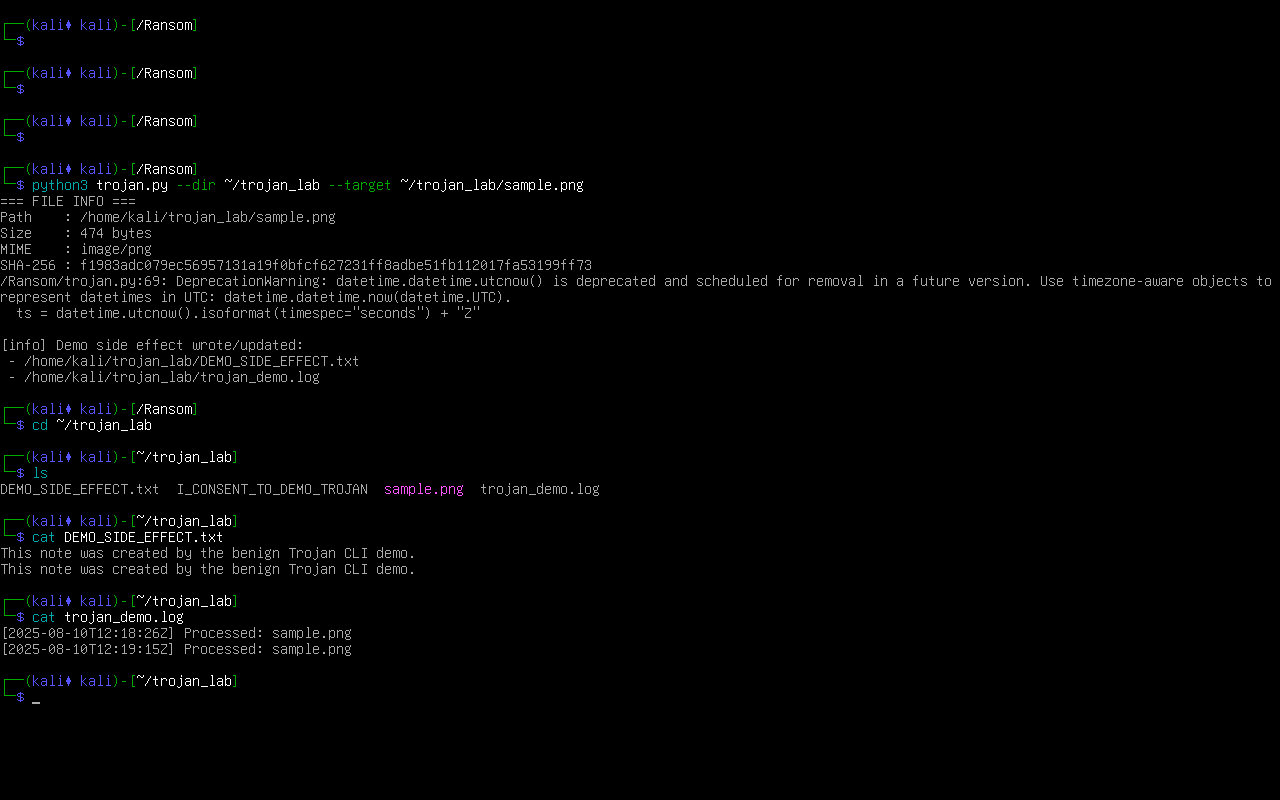 ┌──(kali♦ kali)-[/Ransom]
└─$
┌──(kali♦ kali)-[/Ransom]
└─$
┌──(kali♦ kali)-[/Ransom]
└─$
┌──(kali♦ kali)-[/Ransom]
└─$ python3 trojan.py --dir ~/trojan_lab --target ~/trojan_lab/sample.png
=== FILE INFO ===
Path    : /home/kali/trojan_lab/sample.png
Size    : 474 bytes
MIME    : image/png
SHA-256 : f1983adc079ec56957131a19f0bfcf627231ff8adbe51fb112017fa53199ff73
/Ransom/trojan.py:69: DeprecationWarning: datetime.datetime.utcnow() is deprecated and scheduled for removal in a future version. Use timezone-aware objects to
represent datetimes in UTC: datetime.datetime.now(datetime.UTC).
  ts = datetime.utcnow().isoformat(timespec="seconds") + "Z"
[info] Demo side effect wrote/updated:
 - /home/kali/trojan_lab/DEMO_SIDE_EFFECT.txt
 - /home/kali/trojan_lab/trojan_demo.log
┌──(kali♦ kali)-[/Ransom]
└─$ cd ~/trojan_lab
┌──(kali♦ kali)-[~/trojan_lab]
└─$ ls
DEMO_SIDE_EFFECT.txt  I_CONSENT_TO_DEMO_TROJAN  sample.png  trojan_demo.log
┌──(kali♦ kali)-[~/trojan_lab]
└─$ cat DEMO_SIDE_EFFECT.txt
This note was created by the benign Trojan CLI demo.
This note was created by the benign Trojan CLI demo.
┌──(kali♦ kali)-[~/trojan_lab]
└─$ cat trojan_demo.log
[2025-08-10T12:18:26Z] Processed: sample.png
[2025-08-10T12:19:15Z] Processed: sample.png
┌──(kali♦ kali)-[~/trojan_lab]
└─$ _